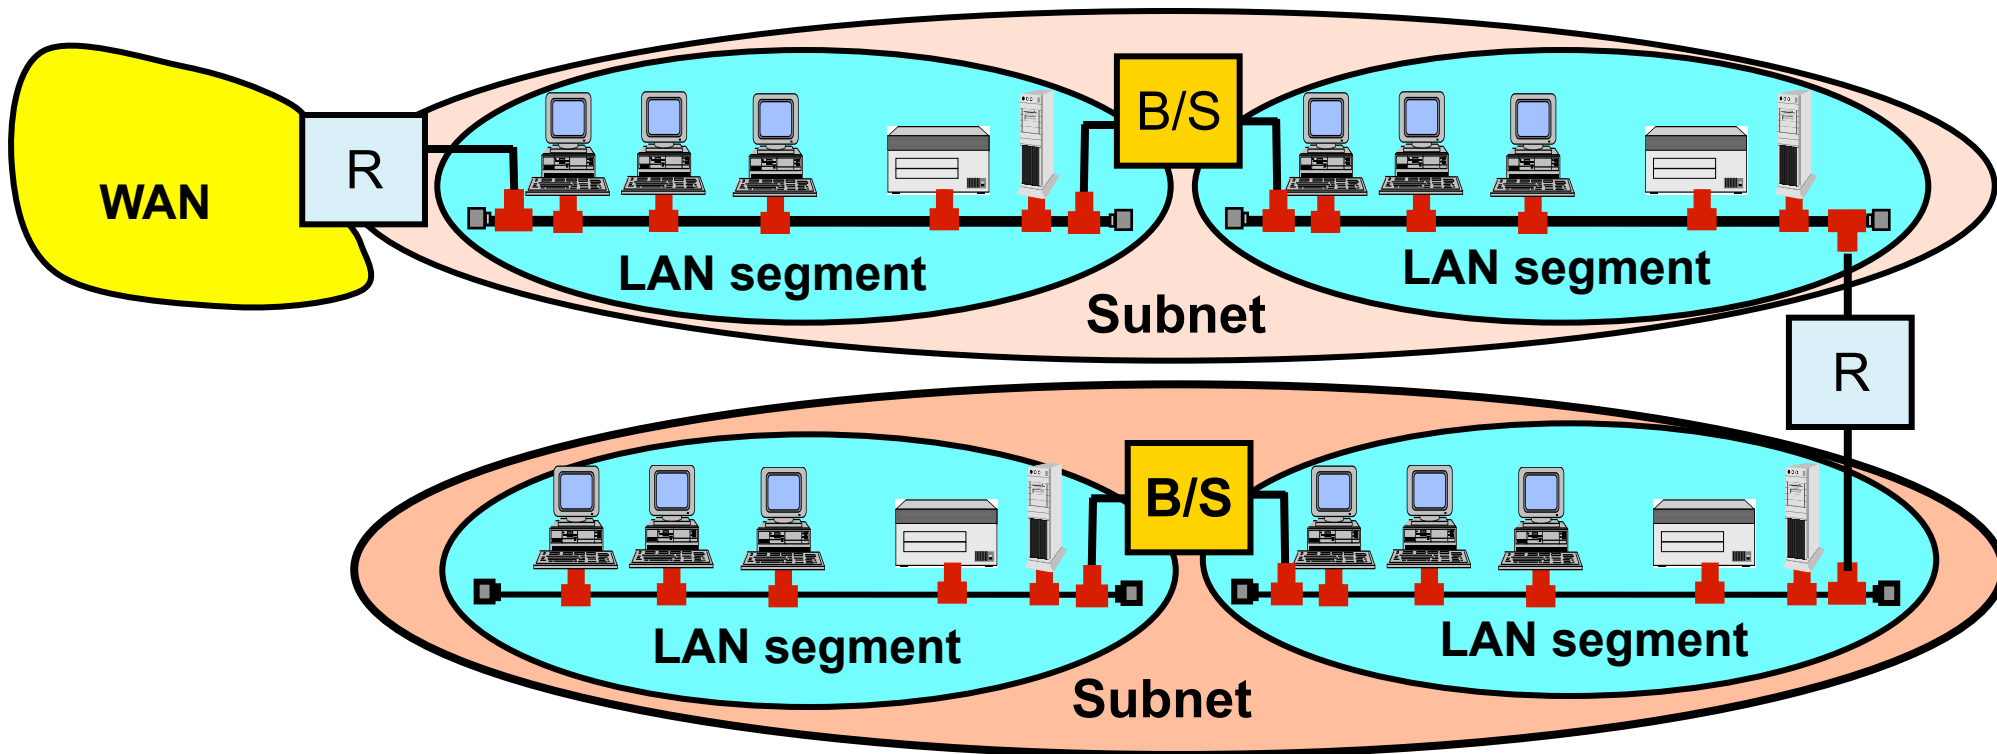 WAN
R
B/S
LAN segment
LAN segment
Subnet
R
B/S
LAN segment
LAN segment
Subnet